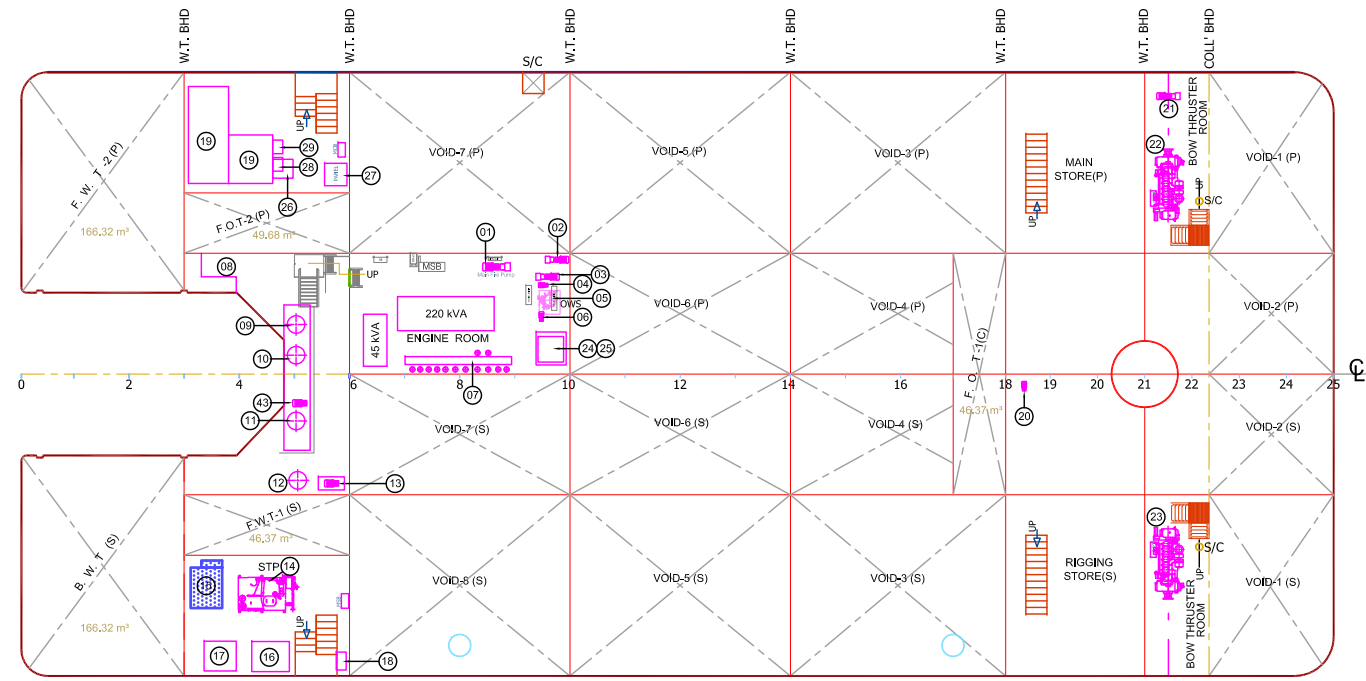 W.T. BHD
W.T. BHD
W.T. BHD
W.T. BHD
W.T. BHD
W.T. BHD
COLL' BHD
S/C
F. W. T -2 (P)
166.32 m³
19
19
29
28
26
27
UP
PANEL
F.O.T-2 (P)
49.68 m³
VOID-7 (P)
VOID-5 (P)
VOID-3 (P)
MAIN
STORE(P)
UP
21
22
BOW THRUSTER
ROOM
UP
S/C
VOID-1 (P)
08
UP
MSB
01
Main Fire Pump
02
03
04
05
OWS
06
09
10
45 kVA
220 kVA
ENGINE ROOM
24
25
07
VOID-6 (P)
VOID-4 (P)
F. O. T-1(C)
46.37 m³
VOID-2 (P)
0
2
4
6
8
10
12
14
16
17
18
19
20
21
22
23
24
25
CL
43
11
20
VOID-7 (S)
VOID-6 (S)
VOID-4 (S)
VOID-2 (S)
12
13
F.W.T-1 (S)
46.37 m³
B. W. T (S)
166.32 m³
STP
14
UP
17
16
18
VOID-8 (S)
VOID-5 (S)
VOID-3 (S)
UP
RIGGING
STORE(S)
23
S/C
UP
BOW THRUSTER
ROOM
VOID-1 (S)